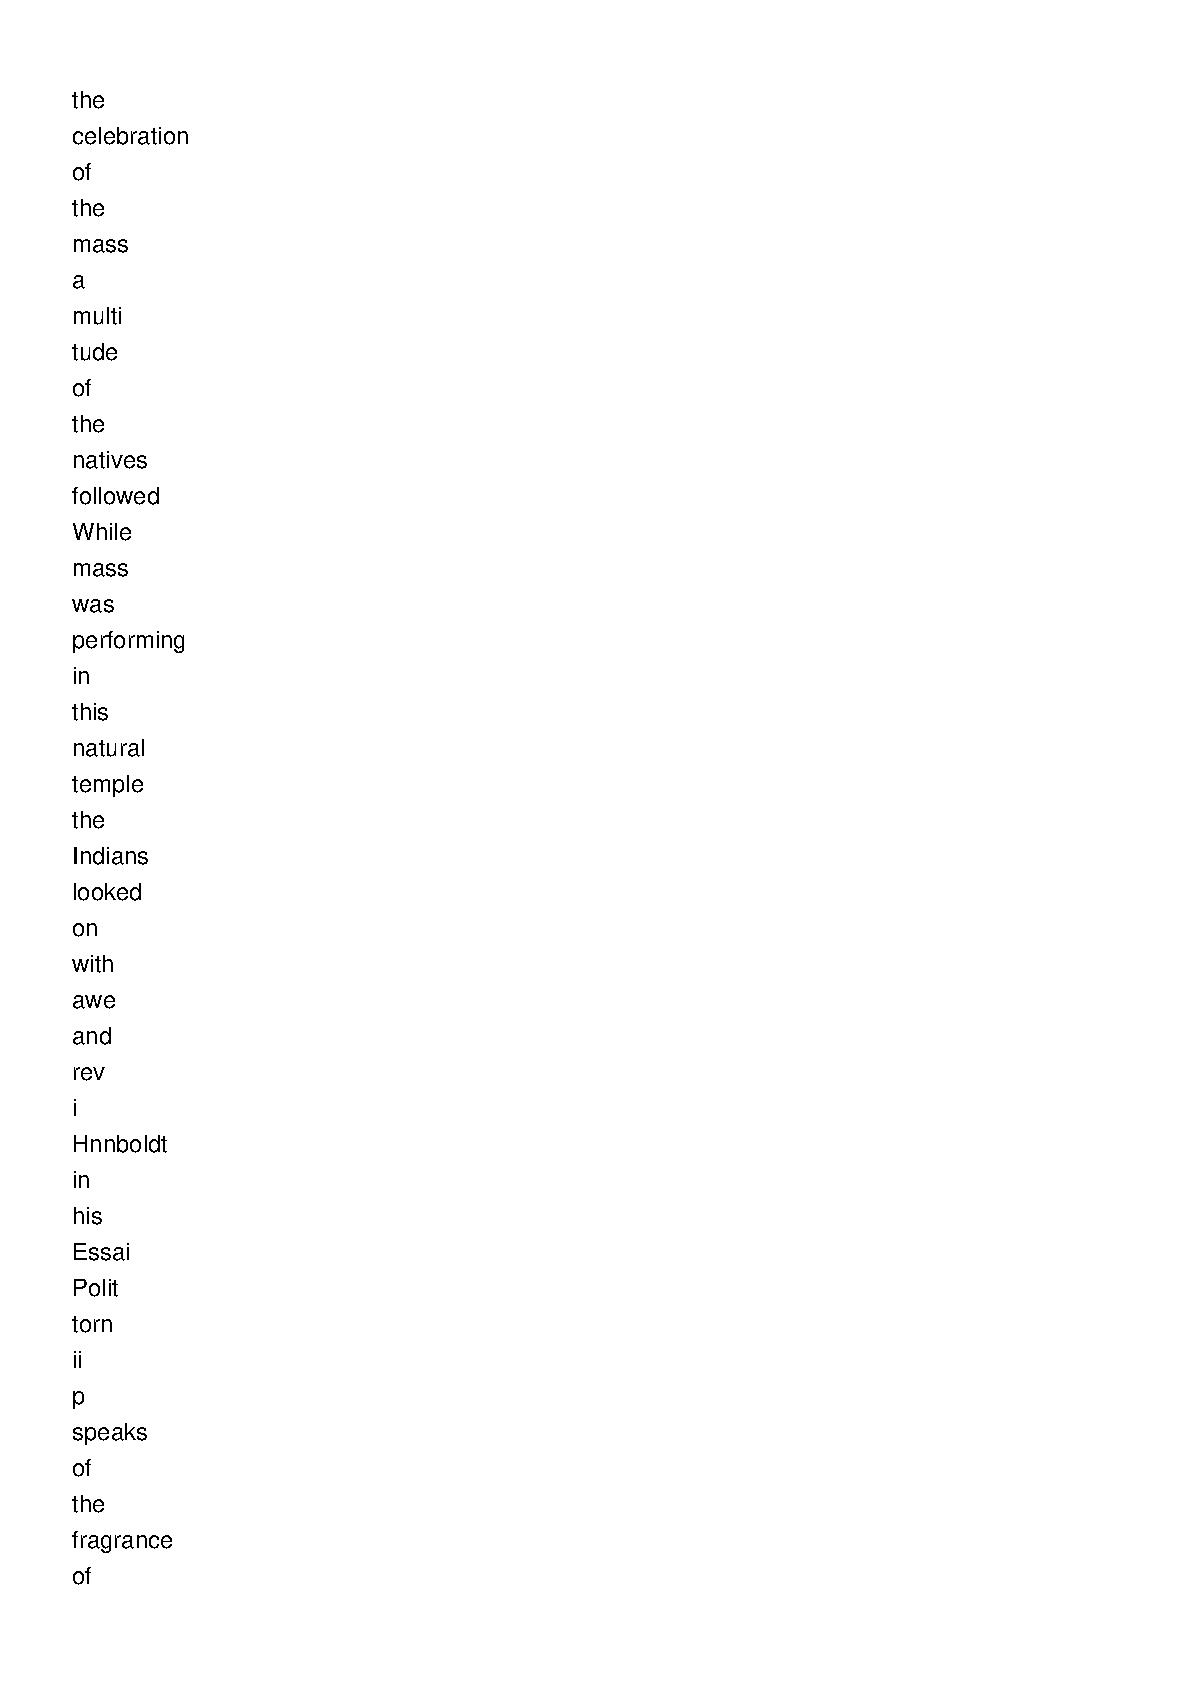 the
celebration
of
the
mass
a
multi
tude
of
the
natives
followed
While
mass
was
performing
in
this
natural
temple
the
Indians
looked
on
with
awe
and
rev
i
Hnnboldt
in
his
Essai
Polit
torn
ii
p
speaks
of
the
fragrance
of